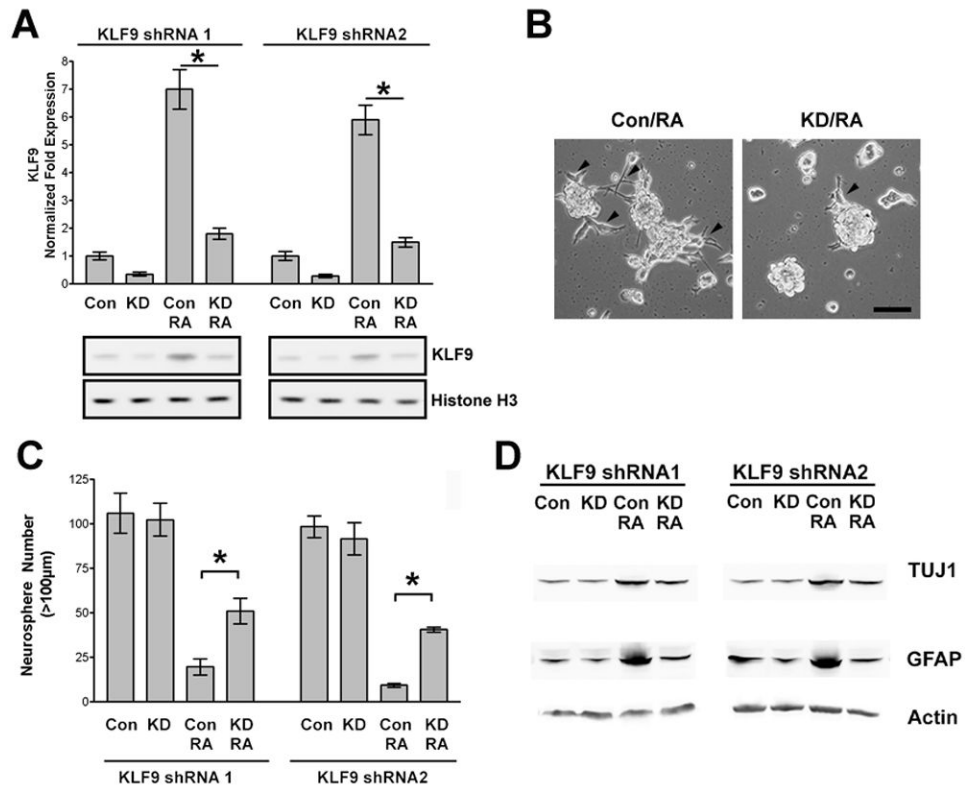 A
KLF9 shRNA 1
KLF9 shRNA2
KLF9
Normalized Fold Expression
8
7
6
5
4
3
2
1
0
*
*
Con KD Con KD Con KD Con KD
RA RA RA RA
KLF9
Histone H3
B
Con/RA
KD/RA
C
Neurosphere Number
(>100µm)
125
100
75
50
25
0
*
*
Con KD Con KD Con KD Con KD
RA RA RA RA
KLF9 shRNA 1
KLF9 shRNA2
D
KLF9 shRNA1
KLF9 shRNA2
Con KD Con KD Con KD Con KD
RA RA RA RA
TUJ1
GFAP
Actin